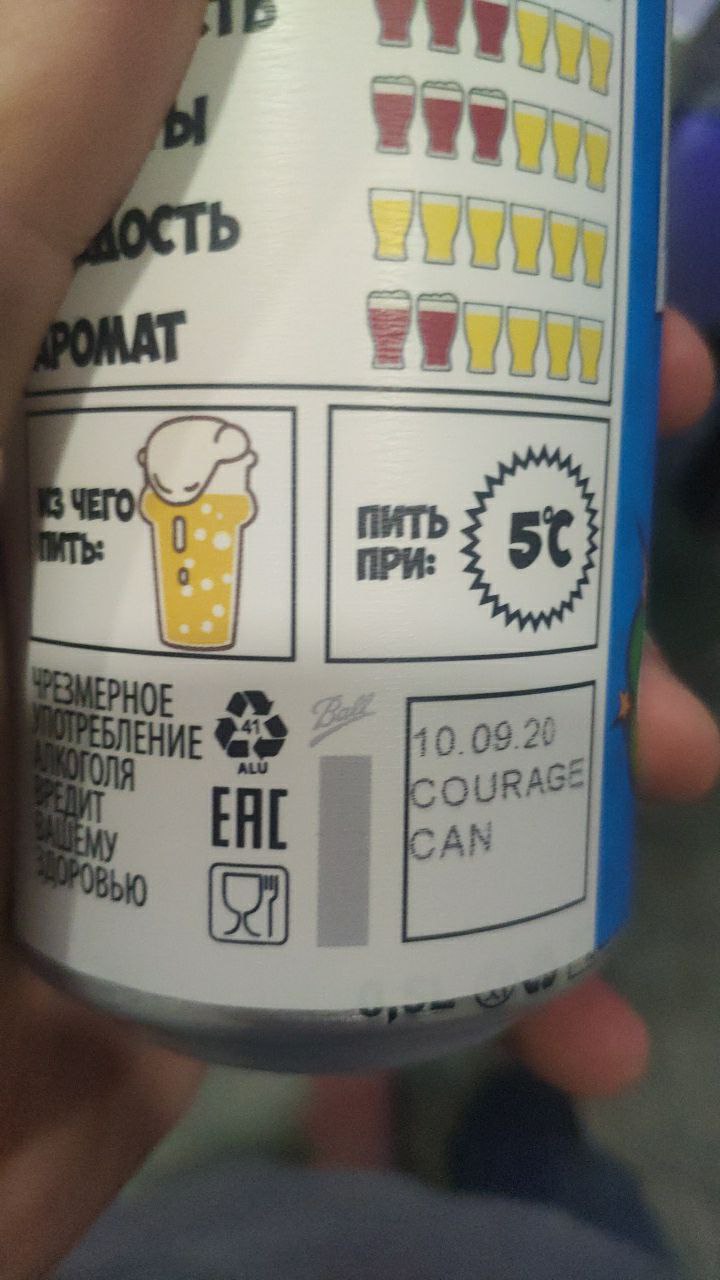 АРОМАТ
ИЗ ЧЕГО
ПИТЬ:
ПИТЬ
ПРИ:
5°C
ЧРЕЗМЕРНОЕ
УПОТРЕБЛЕНИЕ
АЛКОГОЛЯ
ВРЕДИТ
ВАШЕМУ
ЗДОРОВЬЮ
41
ALU
EAC
Ball
10.09.20
COURAGE
CAN